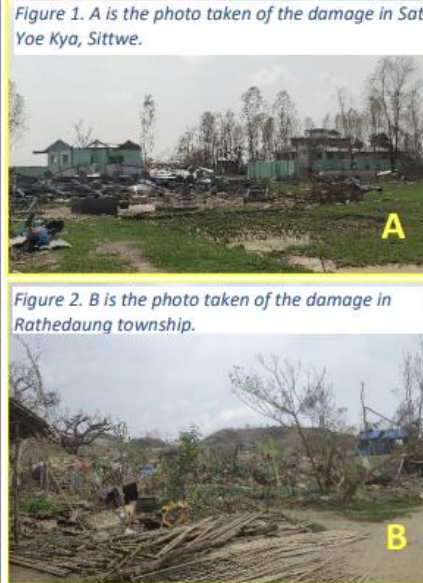 Figure 1. A is the photo taken of the damage in Sat
Yoe Kya, Sittwe.
A
Figure 2. B is the photo taken of the damage in
Rathedaung township.
B